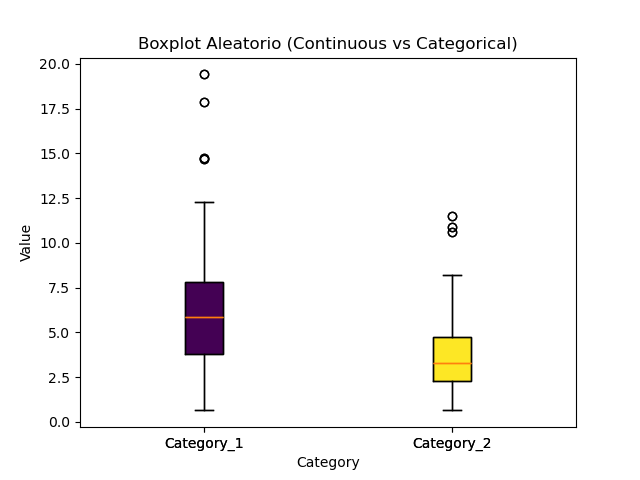 Boxplot Aleatorio (Continuous vs Categorical)
20.0
17.5
15.0
12.5
10.0
7.5
5.0
2.5
0.0
Value
Category_1
Category_2
Category